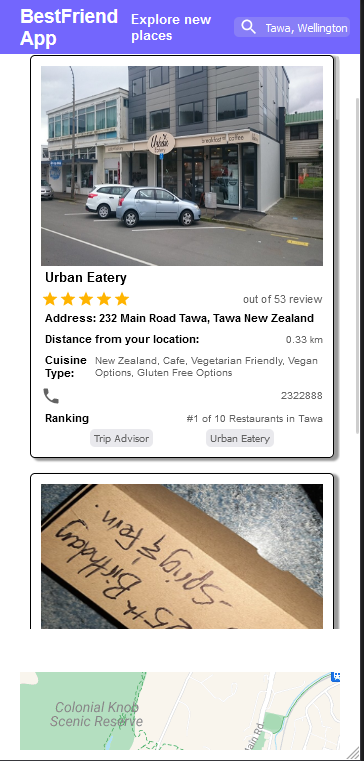 BestFriend
App
Explore new
places
Tawa, Wellington
Urban
Eatery
breakfast coffee
Urban Eatery
out of 53 review
Address: 232 Main Road Tawa, Tawa New Zealand
Distance from your location:
0.33 km
Cuisine
Type:
New Zealand, Cafe, Vegetarian Friendly, Vegan
Options, Gluten Free Options
2322888
Ranking
#1 of 10 Restaurants in Tawa
Trip Advisor
Urban Eatery
25th Birthday
-Sprig & Fern.
Colonial Knob
Scenic Reserve
Main Rd